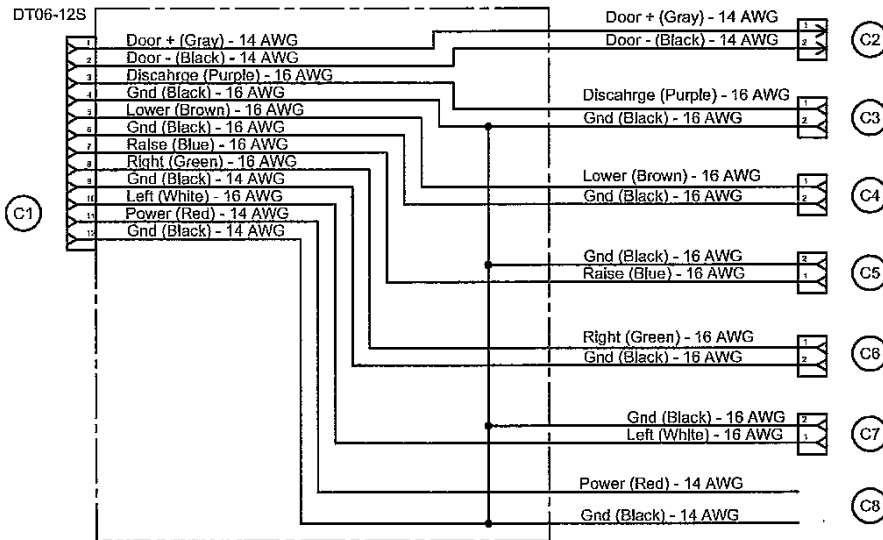 DT06-12S
1 Door + (Gray) - 14 AWG
2 Door - (Black) - 14 AWG
3 Discahrge (Purple) - 16 AWG
4 Gnd (Black) - 16 AWG
5 Lower (Brown) - 16 AWG
6 Gnd (Black) - 16 AWG
7 Raise (Blue) - 16 AWG
8 Right (Green) - 16 AWG
9 Gnd (Black) - 14 AWG
10 Left (White) - 16 AWG
11 Power (Red) - 14 AWG
12 Gnd (Black) - 14 AWG
C1
Door + (Gray) - 14 AWG 1
Door - (Black) - 14 AWG 2
C2
Discahrge (Purple) - 16 AWG 1
Gnd (Black) - 16 AWG 2
C3
Lower (Brown) - 16 AWG 1
Gnd (Black) - 16 AWG 2
C4
Gnd (Black) - 16 AWG 2
Raise (Blue) - 16 AWG 1
C5
Right (Green) - 16 AWG 1
Gnd (Black) - 16 AWG 2
C6
Gnd (Black) - 16 AWG 2
Left (White) - 16 AWG 1
C7
Power (Red) - 14 AWG
Gnd (Black) - 14 AWG
C8